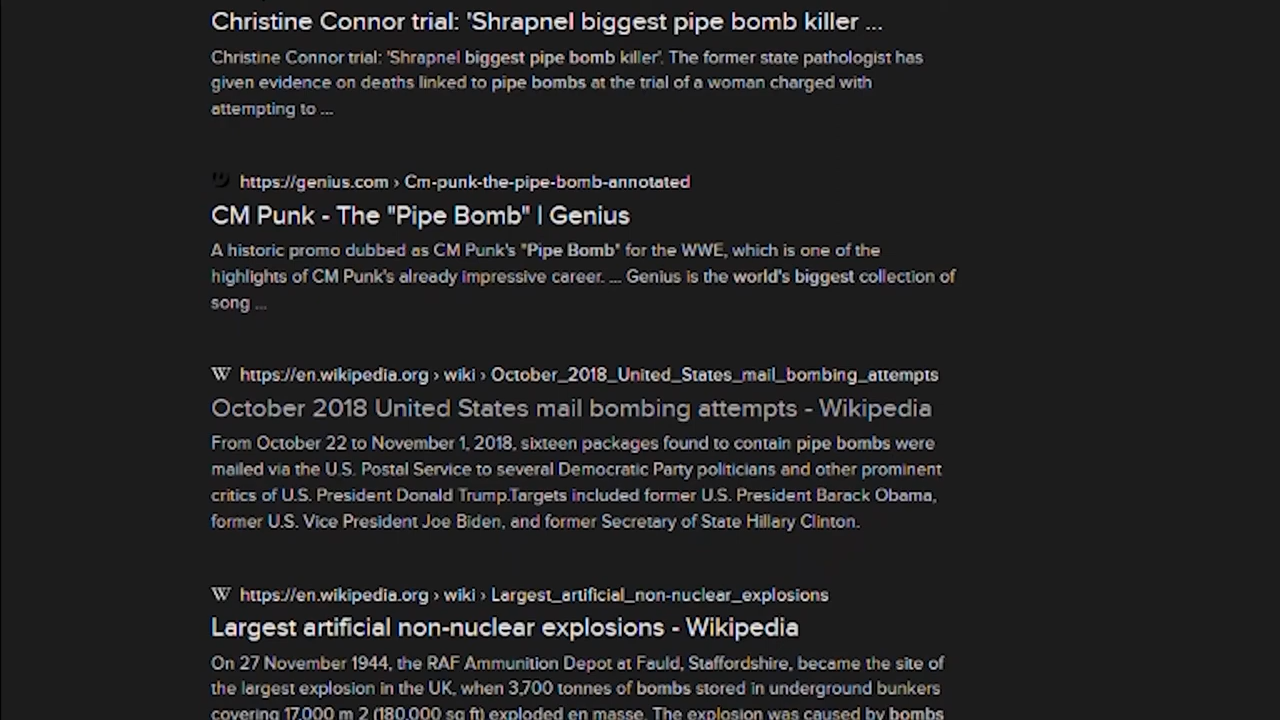 Christine Connor trial: 'Shrapnel biggest pipe bomb killer ...
Christine Connor trial: 'Shrapnel biggest pipe bomb killer'. The former state pathologist has
given evidence on deaths linked to pipe bombs at the trial of a woman charged with
attempting to ...
https://genius.com › Cm-punk-the-pipe-bomb-annotated
CM Punk - The "Pipe Bomb" | Genius
A historic promo dubbed as CM Punk's "Pipe Bomb" for the WWE, which is one of the
highlights of CM Punk's already impressive career. ... Genius is the world's biggest collection of
song ...
W https://en.wikipedia.org › wiki › October_2018_United_States_mail_bombing_attempts
October 2018 United States mail bombing attempts - Wikipedia
From October 22 to November 1, 2018, sixteen packages found to contain pipe bombs were
mailed via the U.S. Postal Service to several Democratic Party politicians and other prominent
critics of U.S. President Donald Trump.Targets included former U.S. President Barack Obama,
former U.S. Vice President Joe Biden, and former Secretary of State Hillary Clinton.
W https://en.wikipedia.org › wiki › Largest_artificial_non-nuclear_explosions
Largest artificial non-nuclear explosions - Wikipedia
On 27 November 1944, the RAF Ammunition Depot at Fauld, Staffordshire, became the site of
the largest explosion in the UK, when 3,700 tonnes of bombs stored in underground bunkers
covering 17,000 m 2 (180,000 sq ft) exploded en masse. The explosion was caused by bombs